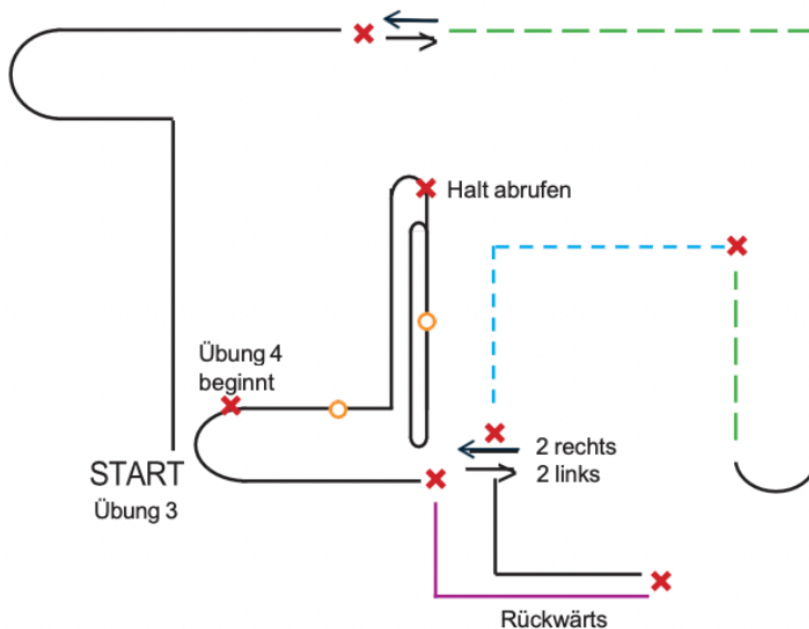 Halt abrufen
Übung 4
beginnt
START
Übung 3
2 rechts
2 links
Rückwärts